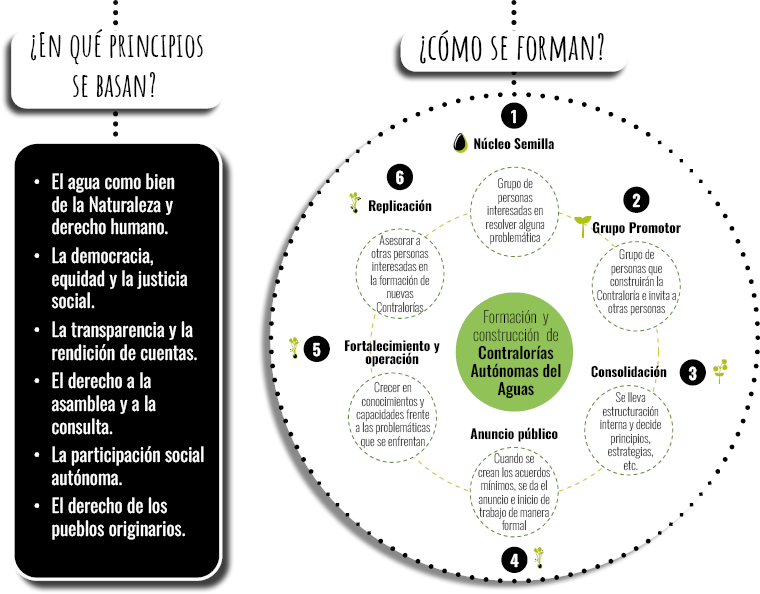 ¿EN QUÉ PRINCIPIOS
SE BASAN?
• El agua como bien
de la Naturaleza y
derecho humano.
• La democracia,
equidad y la justicia
social.
• La transparencia y la
rendición de cuentas.
• El derecho a la
asamblea y a la
consulta.
• La participación social
autónoma.
• El derecho de los
pueblos originarios.
¿CÓMO SE FORMAN?
1
Núcleo Semilla
Grupo de
personas
interesadas en
resolver alguna
problemática
2
Grupo Promotor
Grupo de
personas que
construirán la
Contraloría e invita a
otras personas
3
Consolidación
Se lleva
estructuración
interna y decide
principios,
estrategias,
etc.
Anuncio público
Cuando se
crean los acuerdos
mínimos, se da el
anuncio e inicio de
trabajo de manera
formal
4
5
Fortalecimiento y
operación
Crecer en
conocimientos y
capacidades frente
a las problemáticas
que se enfrentan
6
Replicación
Asesorar a
otras personas
interesadas en
la formación de
nuevas
Contralorías
Formación y
construcción de
Contralorías
Autónomas del
Aguas